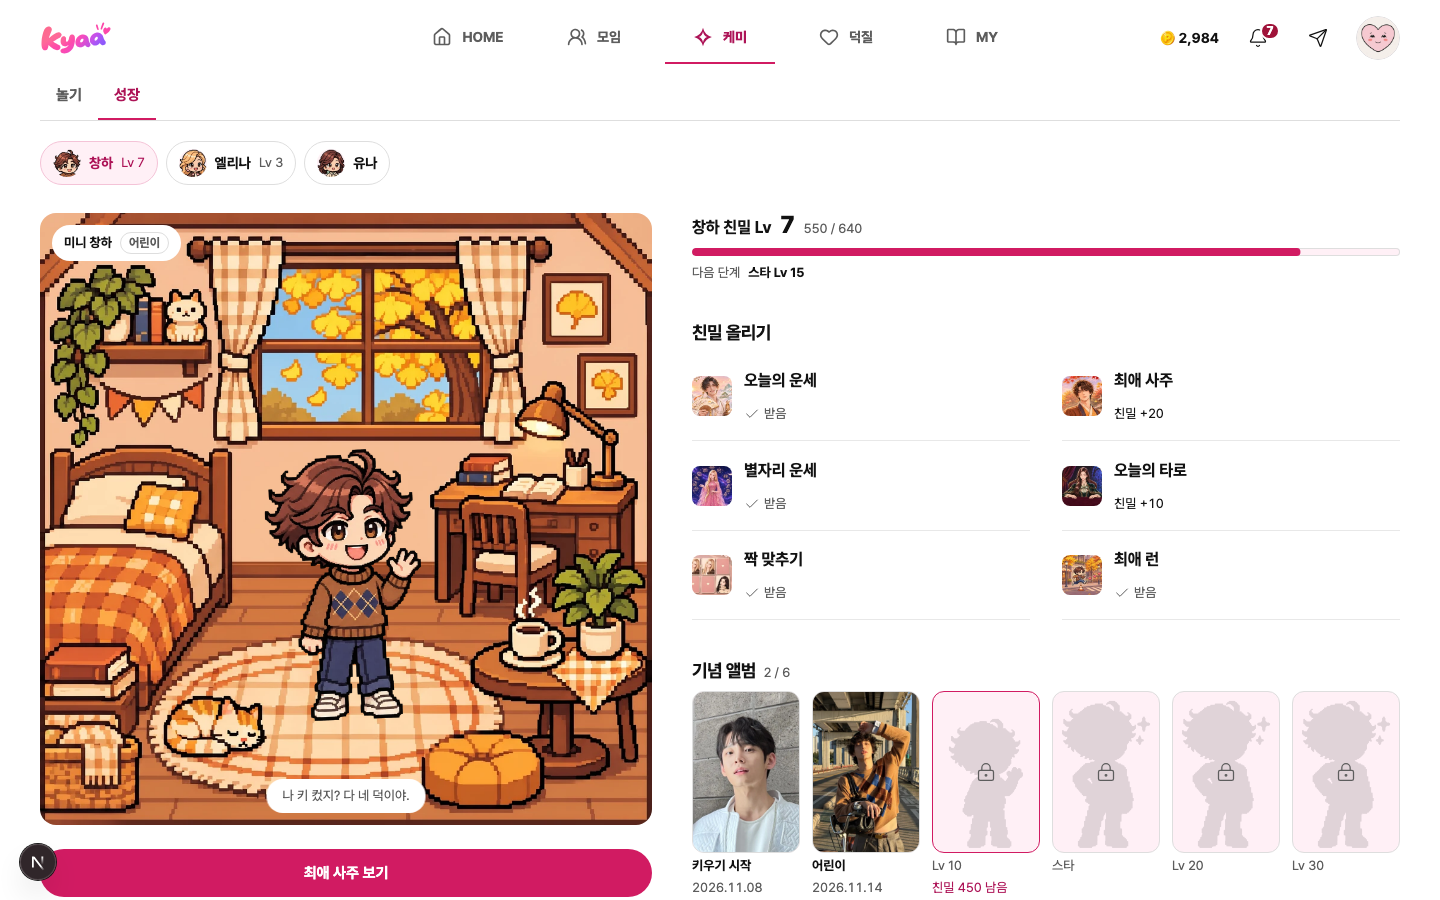 kyaa
HOME
모임
케미
덕질
MY
2,984
7
놀기
성장
창하 Lv 7
엘리나 Lv 3
유나
미니 창하 어린이
나 키 컸지? 다 네 덕이야.
N
최애 사주 보기
창하 친밀 Lv 7 550 / 640
다음 단계 스타 Lv 15
친밀 올리기
오늘의 운세
받음
최애 사주
친밀 +20
별자리 운세
받음
오늘의 타로
친밀 +10
짝 맞추기
받음
최애 런
받음
기념 앨범 2 / 6
키우기 시작
2026.11.08
어린이
2026.11.14
Lv 10
친밀 450 남음
스타
Lv 20
Lv 30